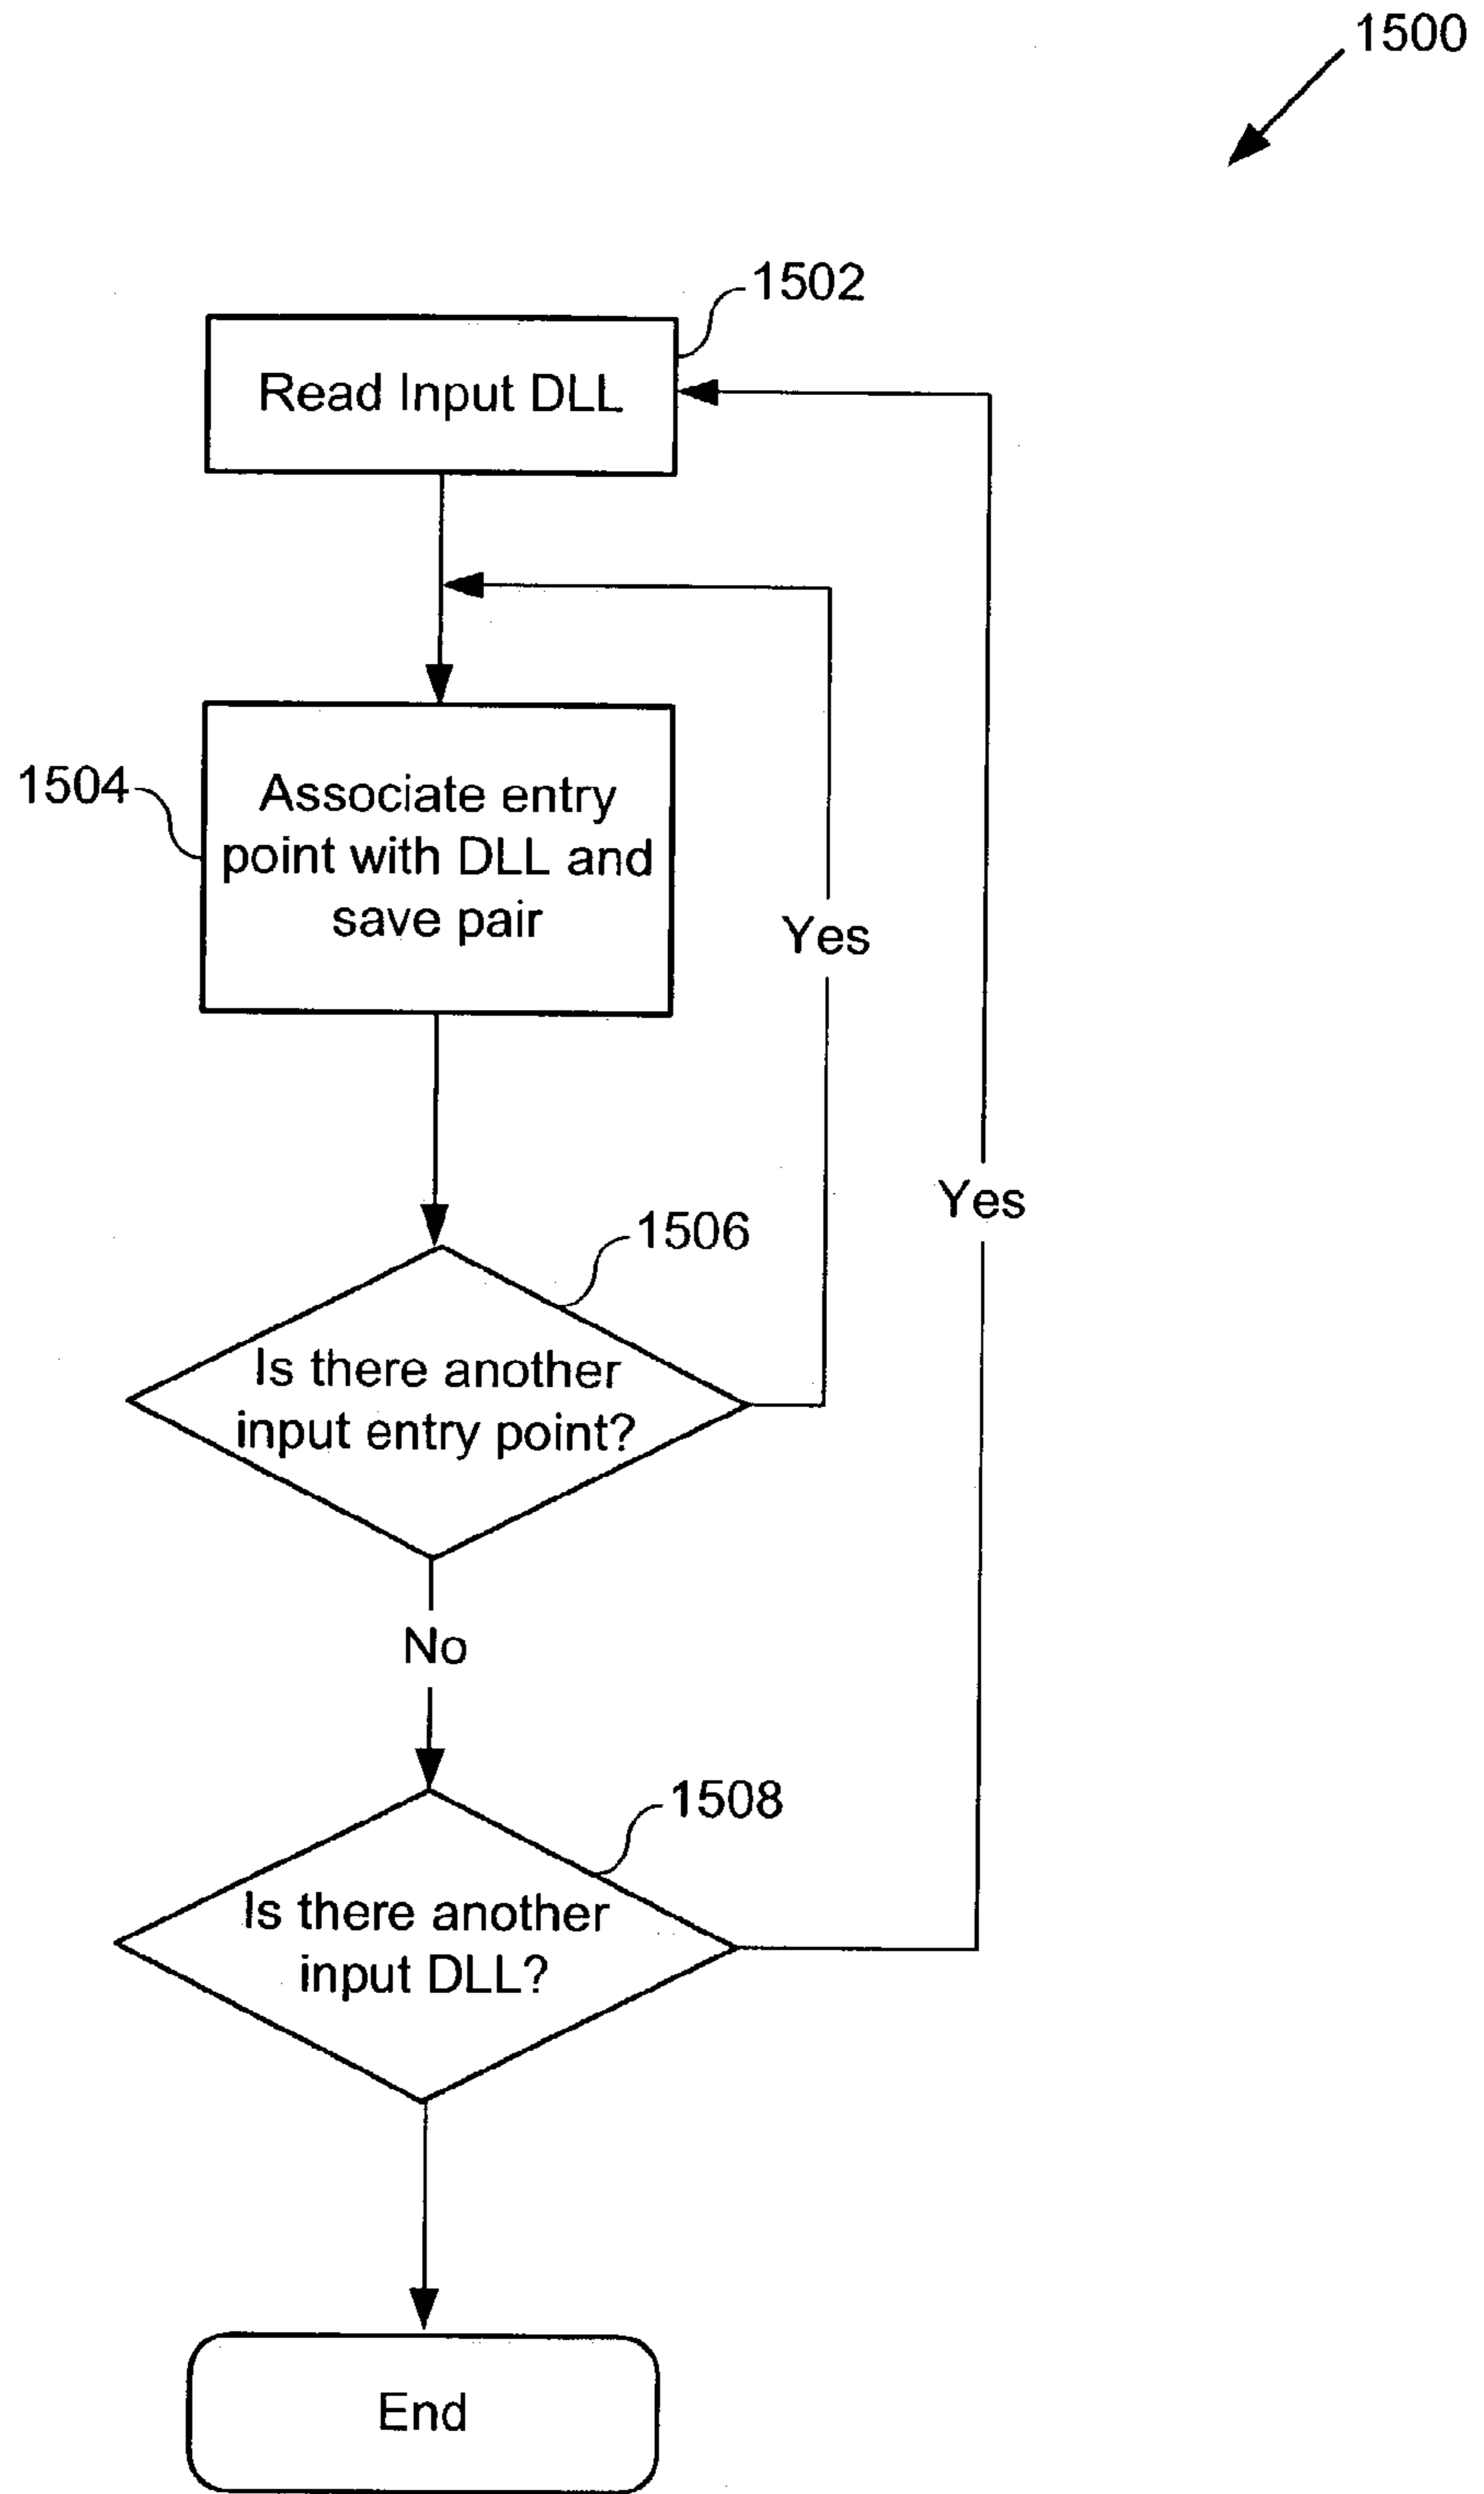 1500
1502
Read Input DLL
1504
Associate entry
point with DLL and
save pair
Yes
Yes
1506
Is there another
input entry point?
No
1508
Is there another
input DLL?
End